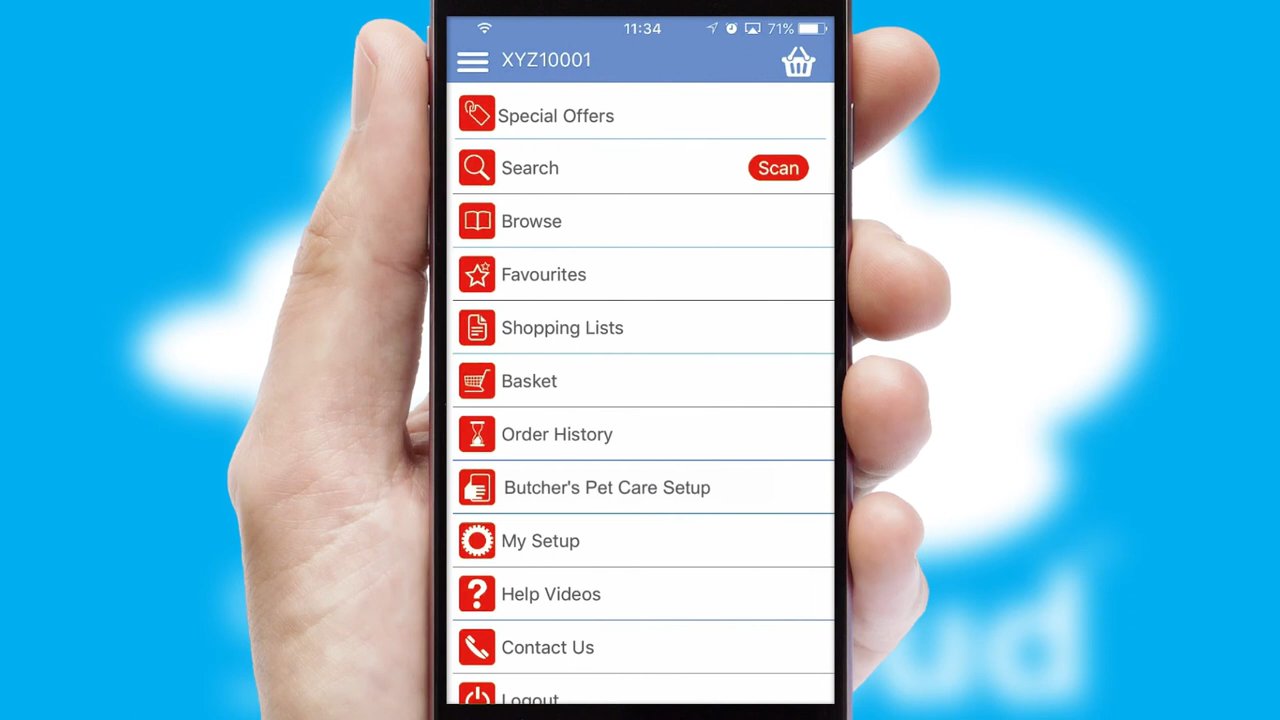 11:34 71%
XYZ10001
Special Offers
Search Scan
Browse
Favourites
Shopping Lists
Basket
Order History
Butcher's Pet Care Setup
My Setup
Help Videos
Contact Us
Logout